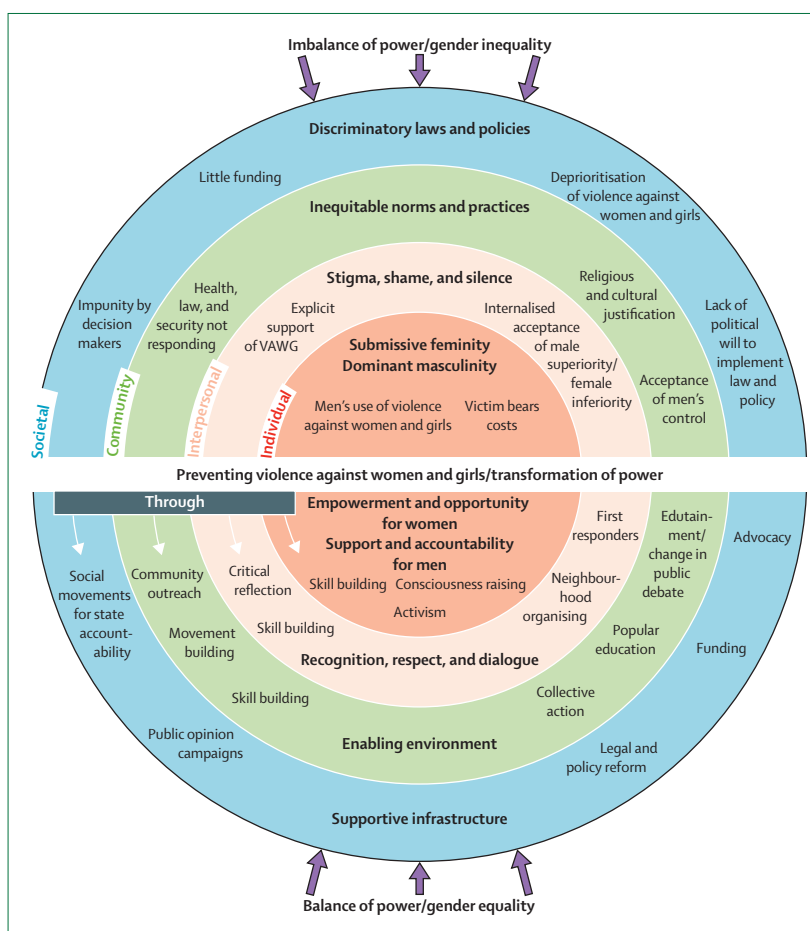 Imbalance of power/gender inequality
Discriminatory laws and policies
Little funding
Deprioritisation
of violence against
women and girls
Inequitable norms and practices
Stigma, shame, and silence
Religious
and cultural
justification
Health,
law, and
security not
responding
Impunity by
decision
makers
Explicit
support
of VAWG
Internalised
acceptance
of male
superiority/
female
inferiority
Lack of
political
will to
implement
law and
policy
Submissive feminity
Dominant masculinity
Acceptance
of men's
control
Men's use of violence
against women and girls
Victim bears
costs
Societal
Community
Interpersonal
Individual
Preventing violence against women and girls/transformation of power
Through
Empowerment and opportunity
for women
Support and accountability
for men
Skill building
Consciousness raising
Activism
First
responders
Edutain-
ment/
change in
public
debate
Advocacy
Social
movements
for state
account-
ability
Community
outreach
Critical
reflection
Neighbour-
hood
organising
Skill building
Movement
building
Popular
education
Funding
Recognition, respect, and dialogue
Skill building
Collective
action
Public opinion
campaigns
Enabling environment
Legal and
policy reform
Supportive infrastructure
Balance of power/gender equality